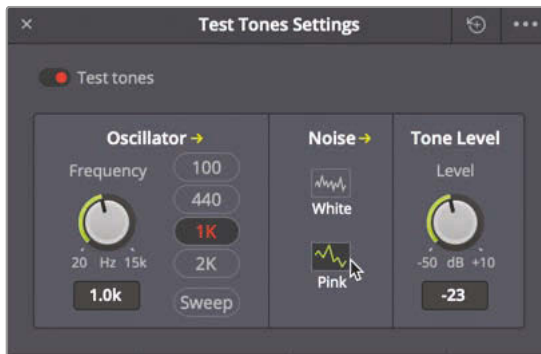 Test Tones Settings
Test tones
Oscillator →
Frequency
20 Hz 15k
1.0k
100
440
1K
2K
Sweep
Noise →
White
Pink
Tone Level
Level
-50 dB +10
-23